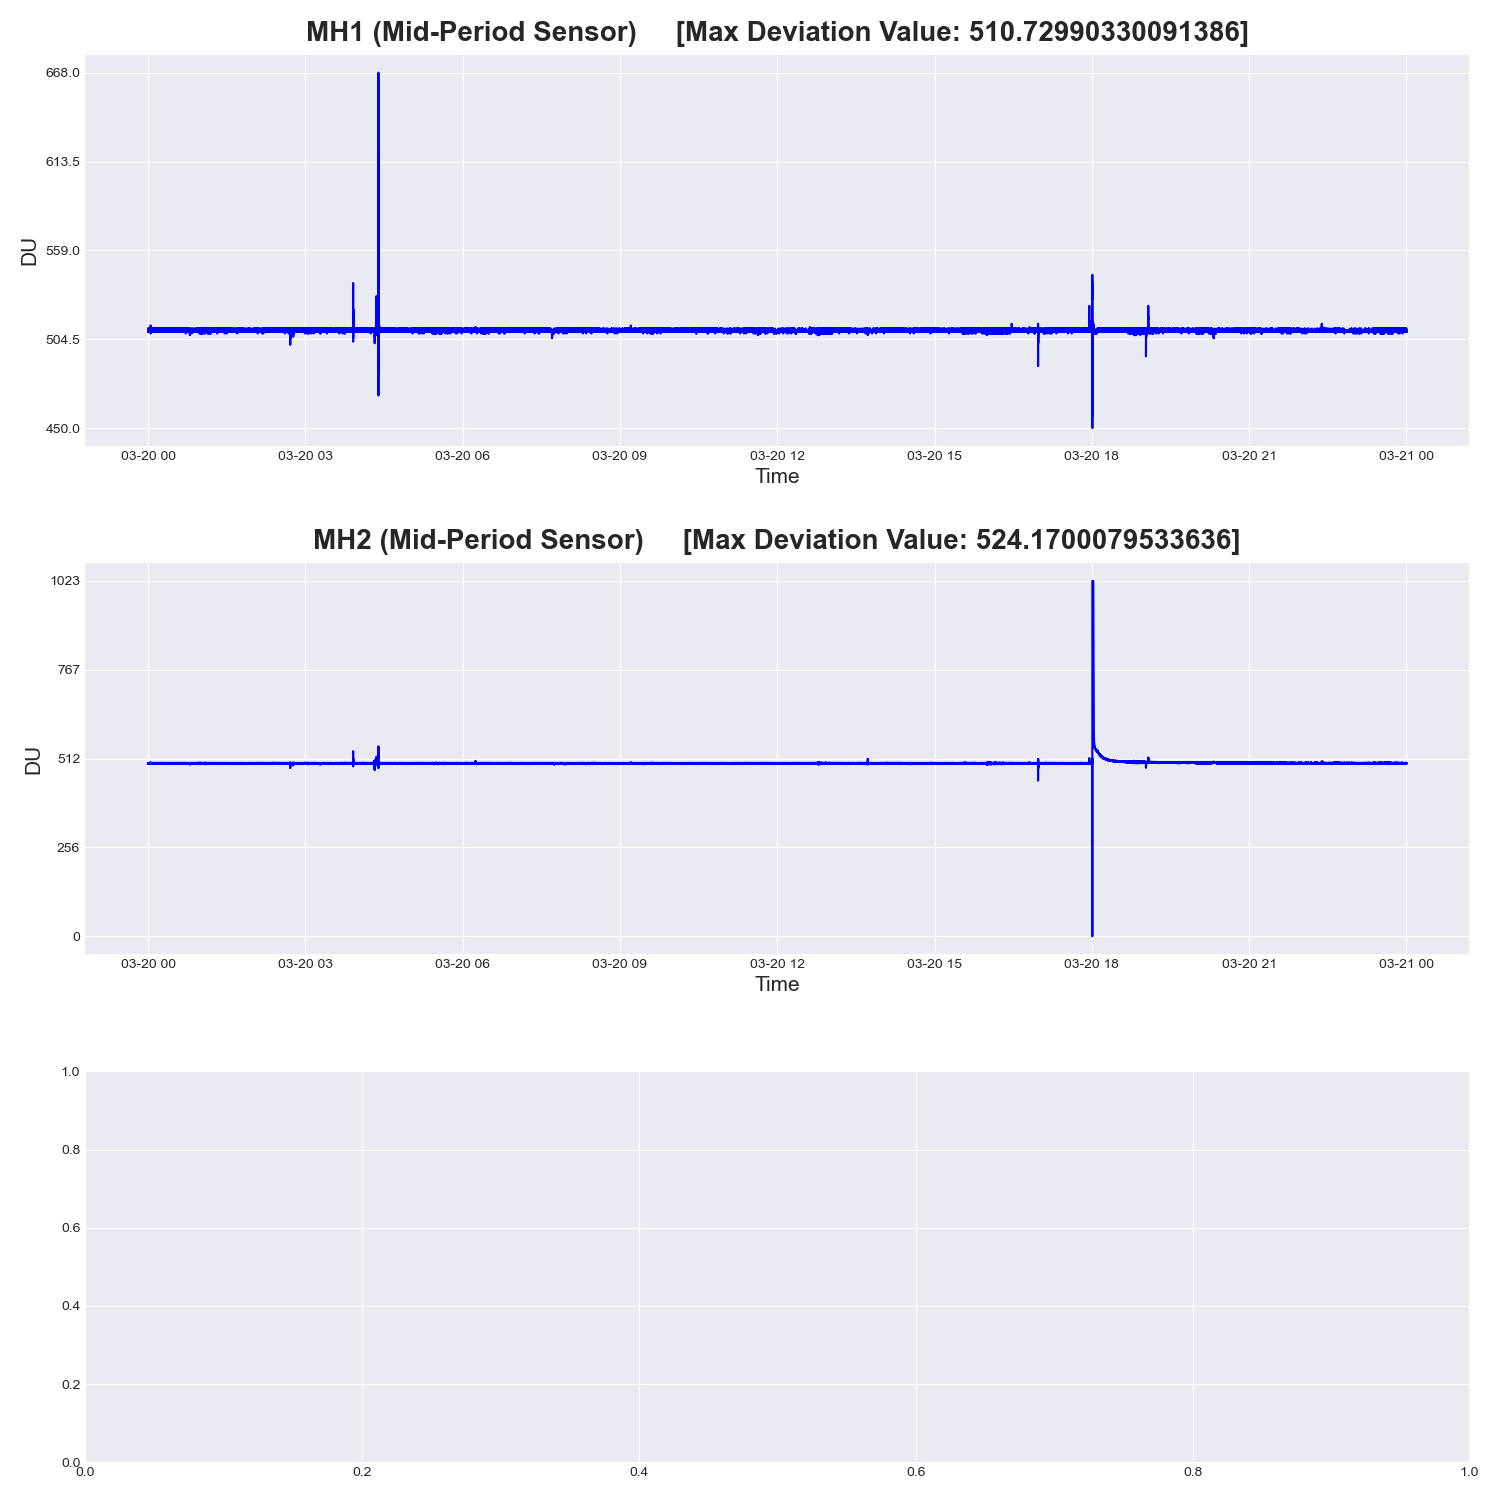 MH1 (Mid-Period Sensor) [Max Deviation Value: 510.72990330091386]
668.0
613.5
559.0
504.5
450.0
DU
03-20 00 03-20 03 03-20 06 03-20 09 03-20 12 03-20 15 03-20 18 03-20 21 03-21 00
Time
MH2 (Mid-Period Sensor) [Max Deviation Value: 524.1700079533636]
1023
767
512
256
0
DU
03-20 00 03-20 03 03-20 06 03-20 09 03-20 12 03-20 15 03-20 18 03-20 21 03-21 00
Time
1.0
0.8
0.6
0.4
0.2
0.0
0.0 0.2 0.4 0.6 0.8 1.0